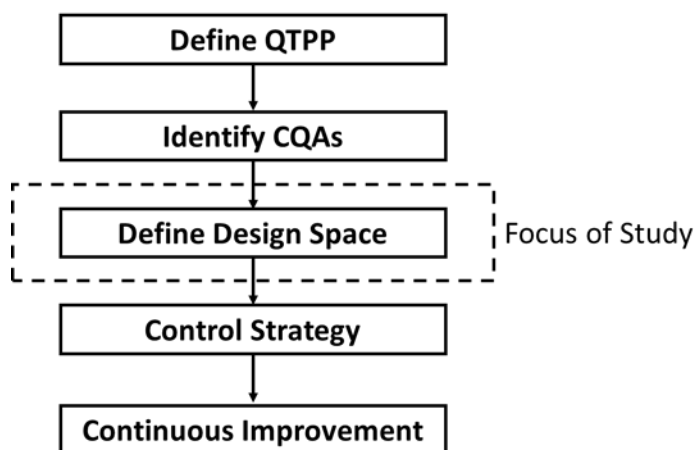 Define QTPP
Identify CQAs
Define Design Space
Focus of Study
Control Strategy
Continuous Improvement